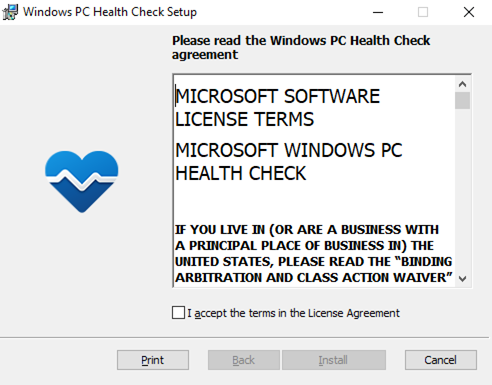 Windows PC Health Check Setup
Please read the Windows PC Health Check
agreement
MICROSOFT SOFTWARE
LICENSE TERMS
MICROSOFT WINDOWS PC
HEALTH CHECK
IF YOU LIVE IN (OR ARE A BUSINESS WITH
A PRINCIPAL PLACE OF BUSINESS IN) THE
UNITED STATES, PLEASE READ THE “BINDING
ARBITRATION AND CLASS ACTION WAIVER”
I accept the terms in the License Agreement
Print Back Install Cancel